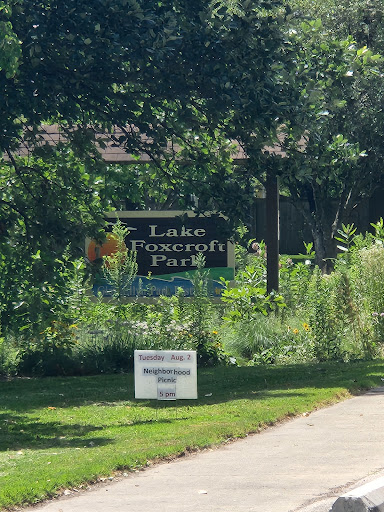 Lake
Foxcroft
Park
Tuesday Aug. 2
Neighborhood
Picnic
5 pm